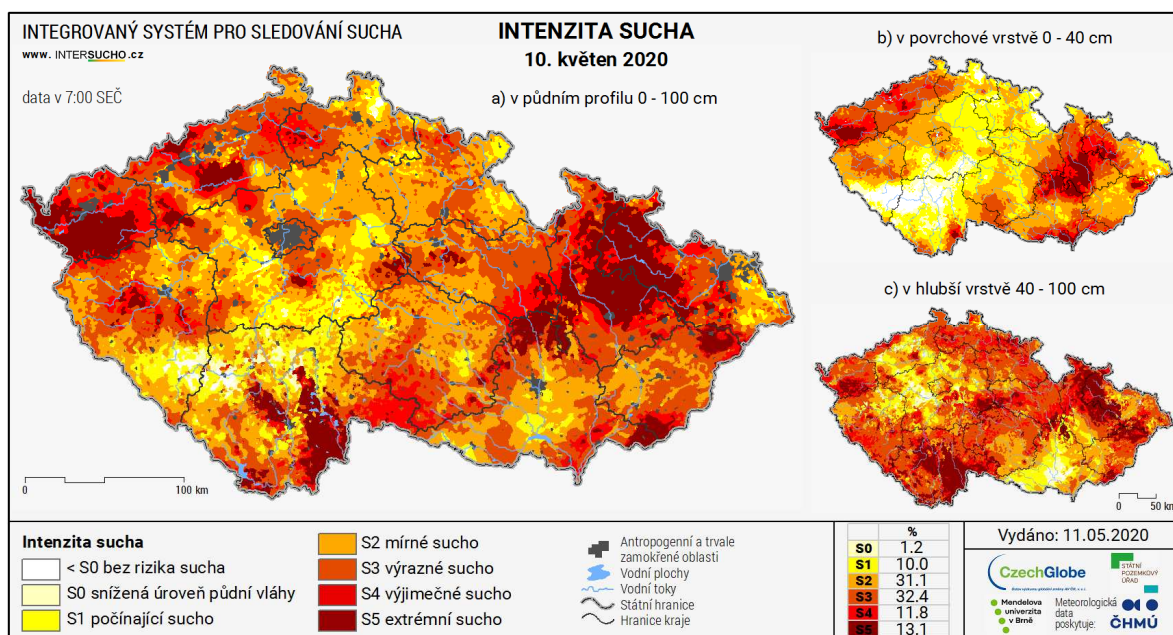 INTEGROVANÝ SYSTÉM PRO SLEDOVÁNÍ SUCHA
www. INTERSUCHO.cz
data v 7:00 SEČ
INTENZITA SUCHA
10. květen 2020
a) v půdním profilu 0 - 100 cm
b) v povrchové vrstvě 0 - 40 cm
c) v hlubší vrstvě 40 - 100 cm
0 100 km
0 50 km
Intenzita sucha
< S0 bez rizika sucha
S0 snížená úroveň půdní vláhy
S1 počínající sucho
S2 mírné sucho
S3 výrazné sucho
S4 výjimečné sucho
S5 extrémní sucho
Antropogenní a trvale
zamokřené oblasti
Vodní plochy
Vodní toky
Státní hranice
Hranice kraje
%
S0 1.2
S1 10.0
S2 31.1
S3 32.4
S4 11.8
S5 13.1
Vydáno: 11.05.2020
CzechGlobe
STÁTNÍ
POZEMKOVÝ
ÚŘAD
Mendelova
univerzita
v Brně
Meteorologická
data
poskytuje:
ČHMÚ